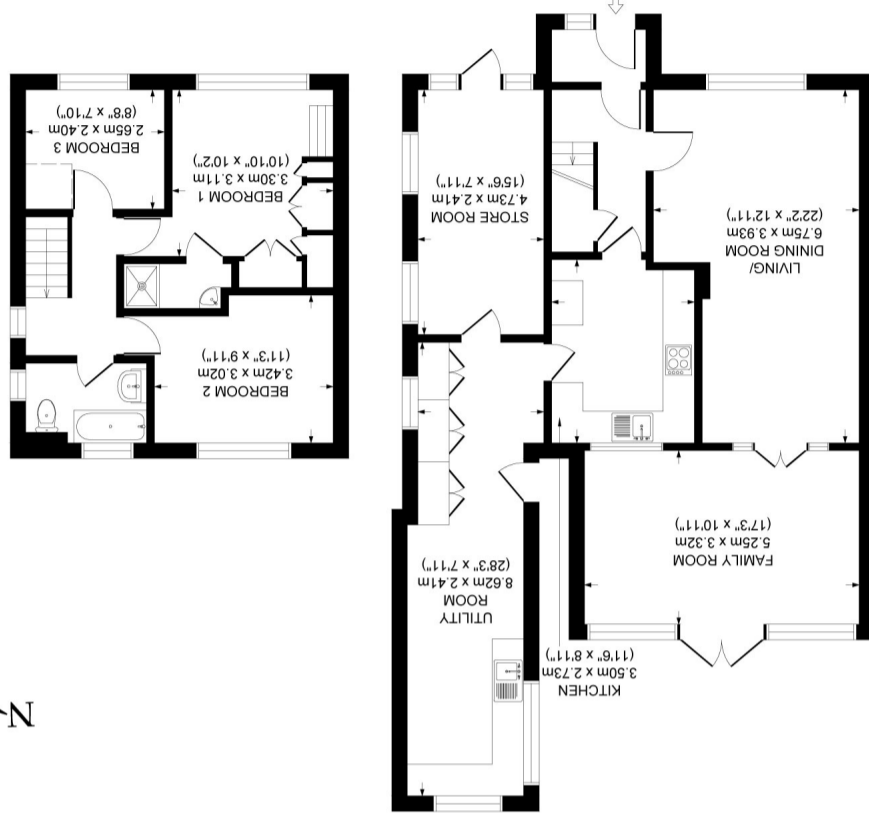 N
KITCHEN
3.50m x 2.73m
(11'6" x 8'11")
UTILITY
ROOM
8.62m x 2.41m
(28'3" x 7'11")
FAMILY ROOM
5.25m x 3.32m
(17'3" x 10'11")
BEDROOM 2
3.42m x 3.02m
(11'3" x 9'11")
LIVING/
DINING ROOM
6.75m x 3.93m
(22'2" x 12'11")
STORE ROOM
4.73m x 2.41m
(15'6" x 7'11")
BEDROOM 1
3.30m x 3.11m
(10'10" x 10'2")
BEDROOM 3
2.65m x 2.40m
(8'8" x 7'10")